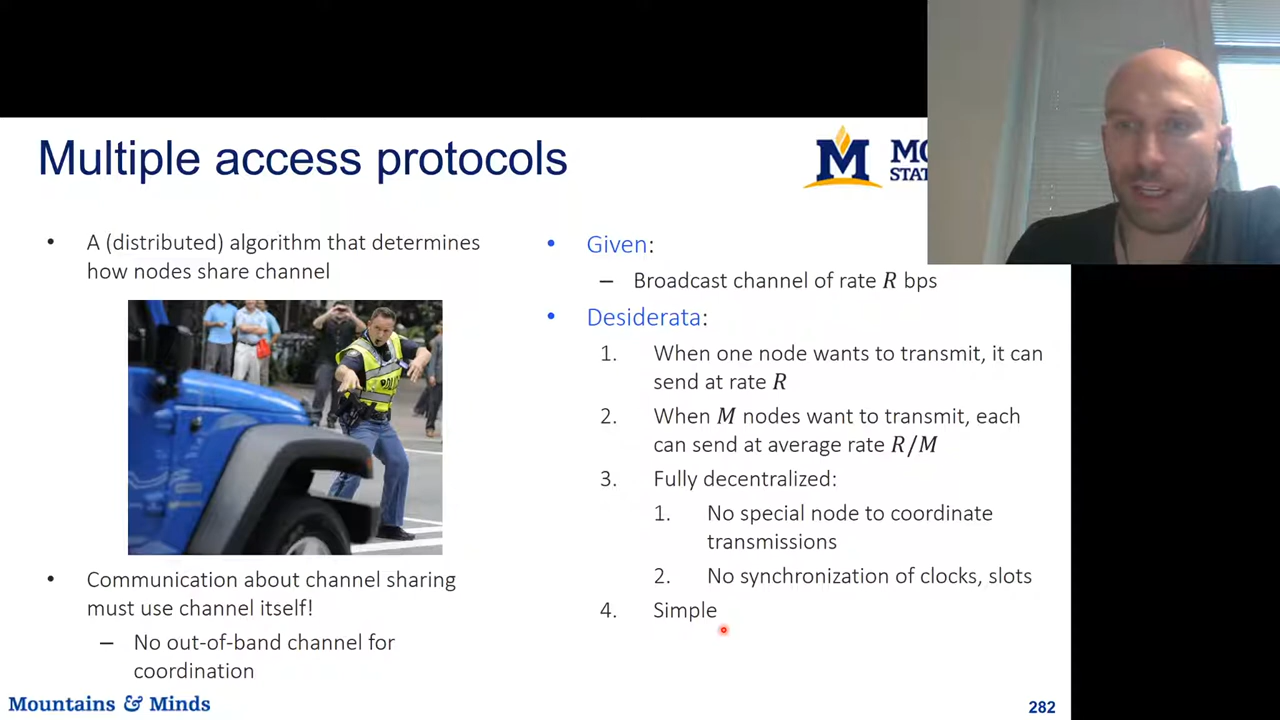 Multiple access protocols
M
STATE
• A (distributed) algorithm that determines
how nodes share channel
POLICE
• Communication about channel sharing
must use channel itself!
– No out-of-band channel for
coordination
• Given:
– Broadcast channel of rate R bps
• Desiderata:
1. When one node wants to transmit, it can
send at rate R
2. When M nodes want to transmit, each
can send at average rate R/M
3. Fully decentralized:
1. No special node to coordinate
transmissions
2. No synchronization of clocks, slots
4. Simple
Mountains & Minds
282